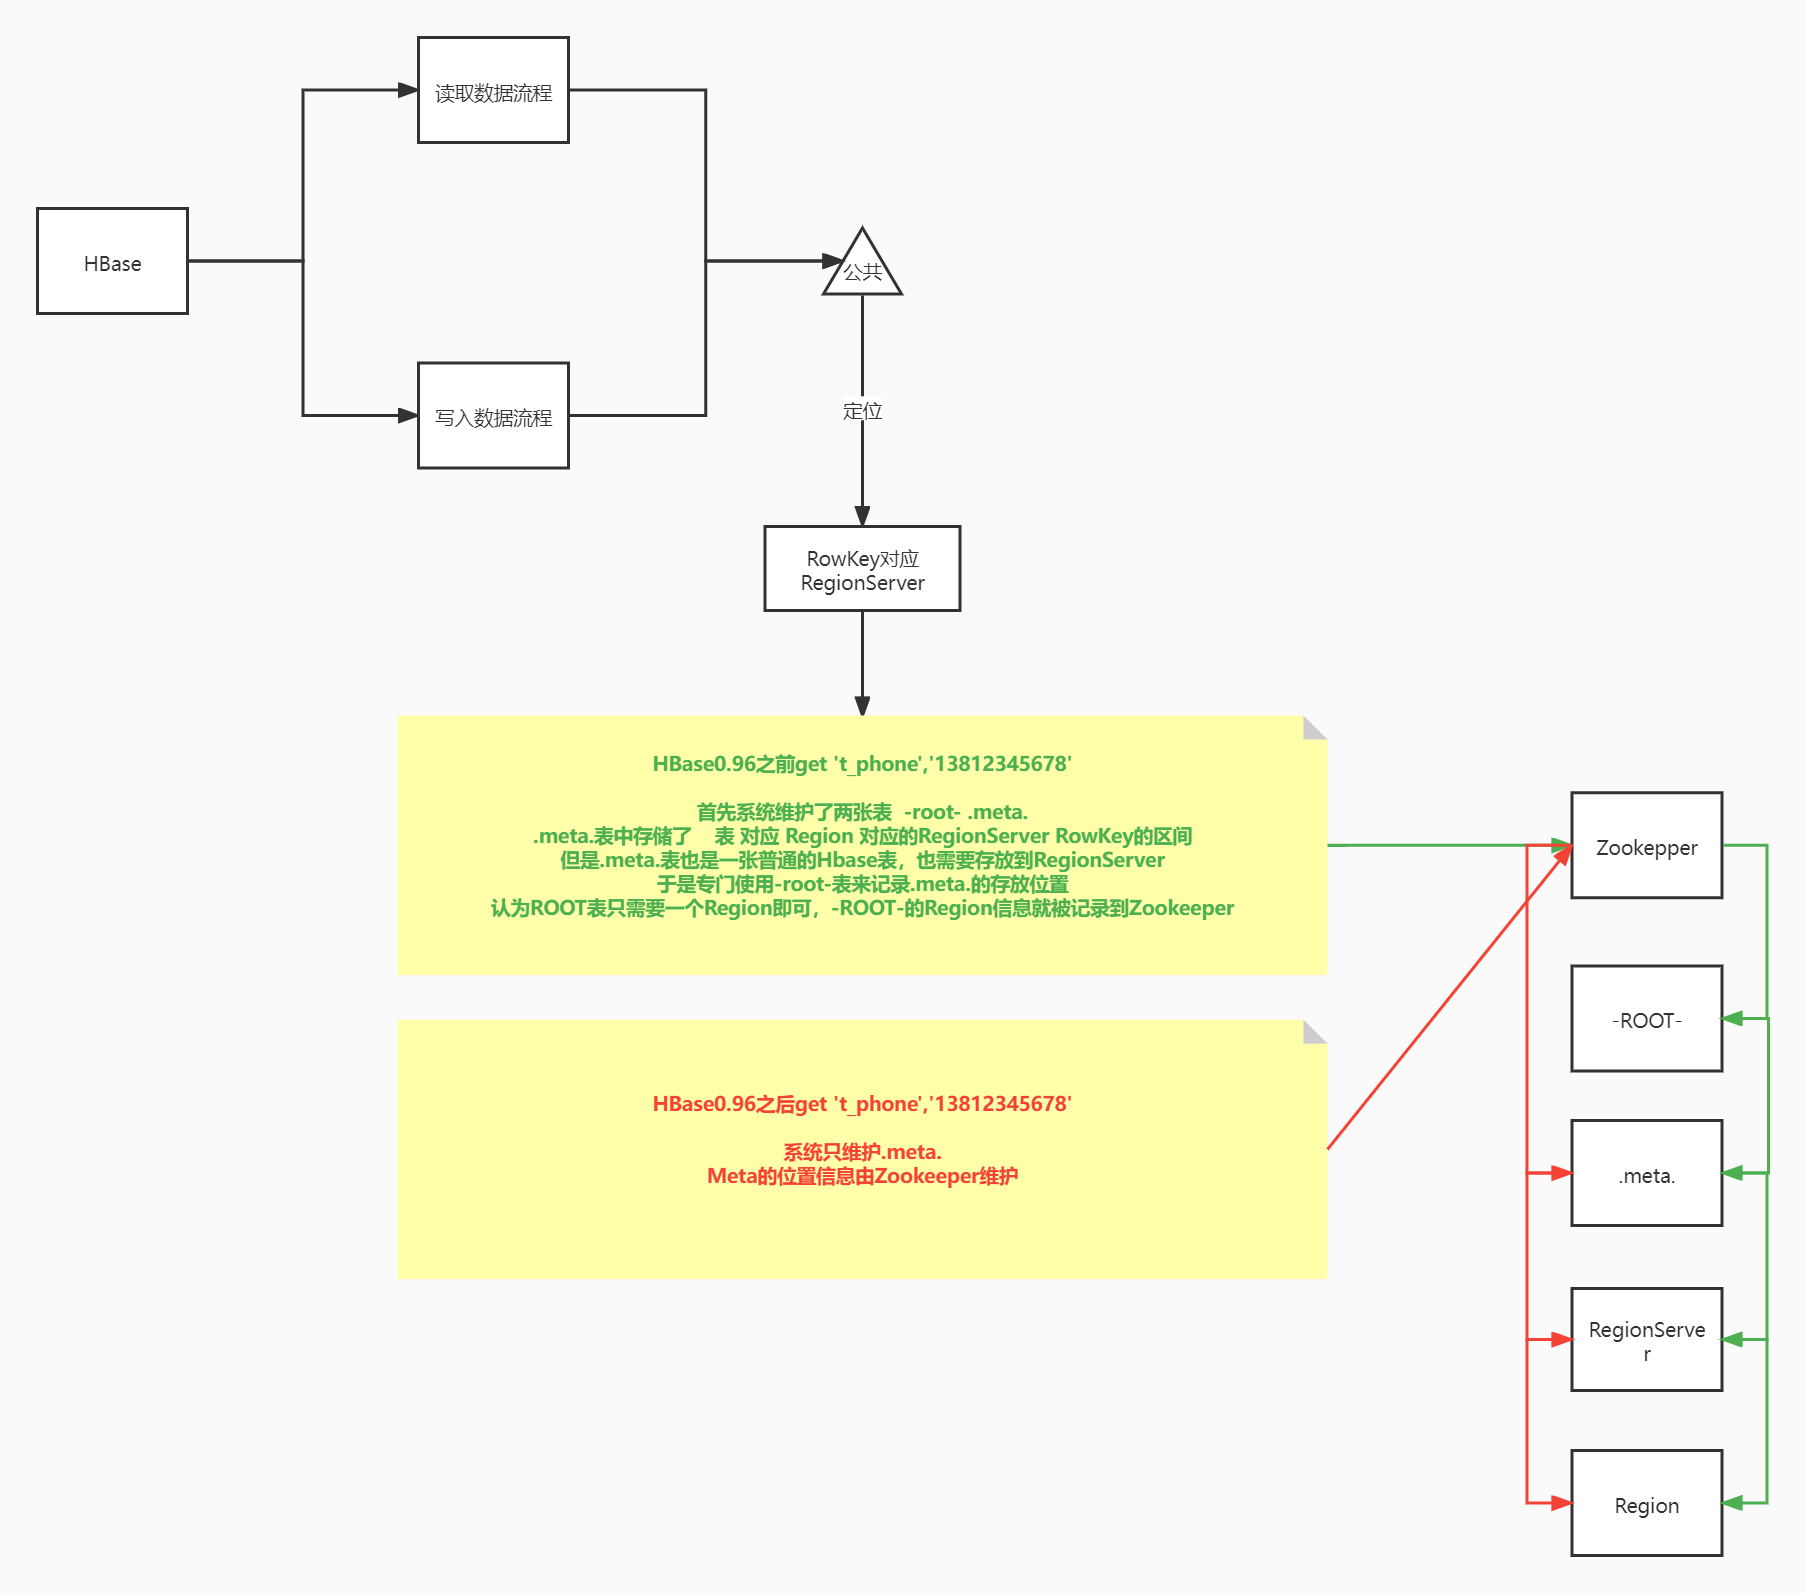 读取数据流程
HBase
公共
写入数据流程
定位
RowKey对应
RegionServer
HBase0.96之前get 't_phone','13812345678'
首先系统维护了两张表  -root- .meta.
.meta.表中存储了    表 对应 Region 对应的RegionServer RowKey的区间
但是.meta.表也是一张普通的Hbase表，也需要存放到RegionServer
于是专门使用-root-表来记录.meta.的存放位置
认为ROOT表只需要一个Region即可，-ROOT-的Region信息就被记录到Zookeeper
HBase0.96之后get 't_phone','13812345678'
系统只维护.meta.
Meta的位置信息由Zookeeper维护
Zookepper
-ROOT-
.meta.
RegionServe
r
Region